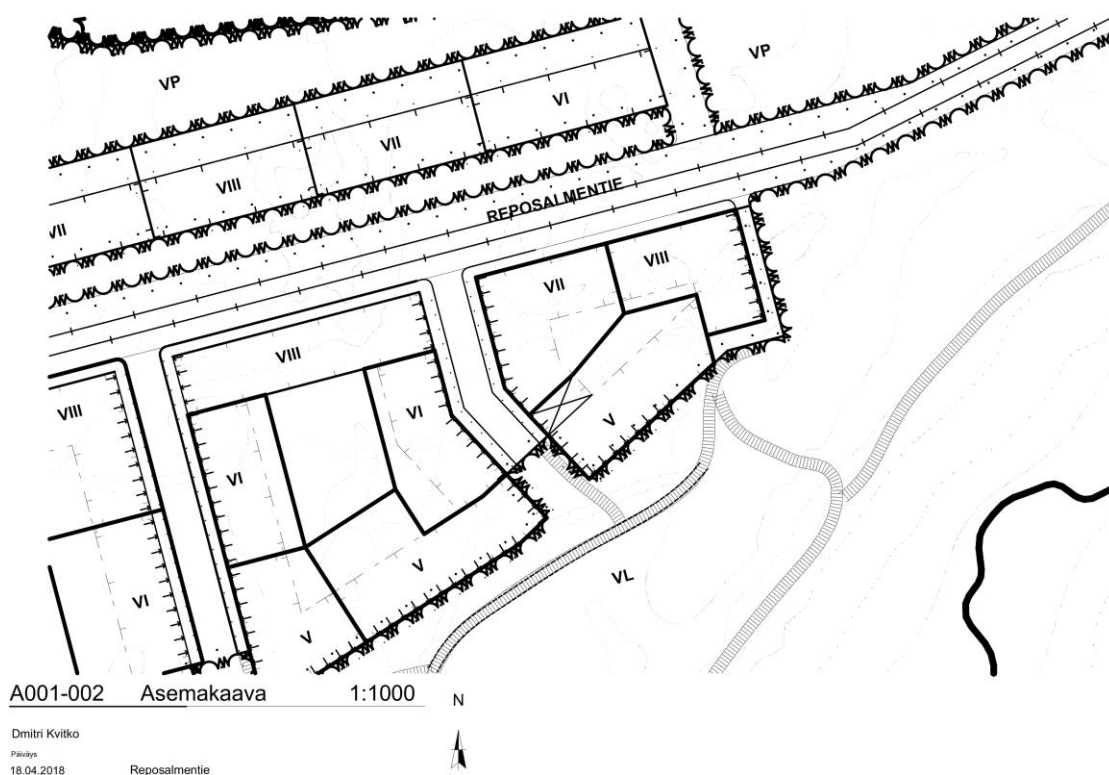 VP
VP
VI
VII
VIII
VII
REPOSALMENTIE
VIII
VII
VIII
VIII
VI
V
VI
V
VI
V
VL
A001-002 Asemakaava 1:1000
N
Dmitri Kvitko
Päiväys
18.04.2018 Reposalmentie